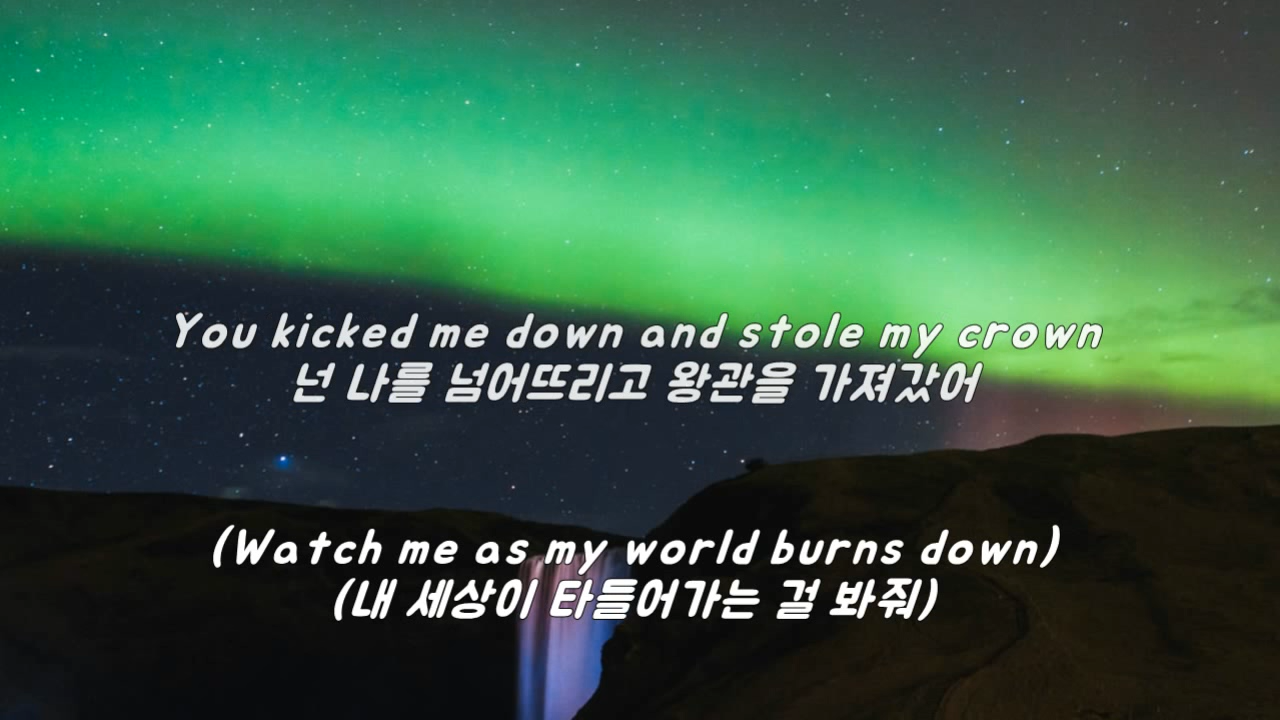 You kicked me down and stole my crown
넌 나를 넘어뜨리고 왕관을 가져갔어
(Watch me as my world burns down)
(내 세상이 타들어가는 걸 봐줘)